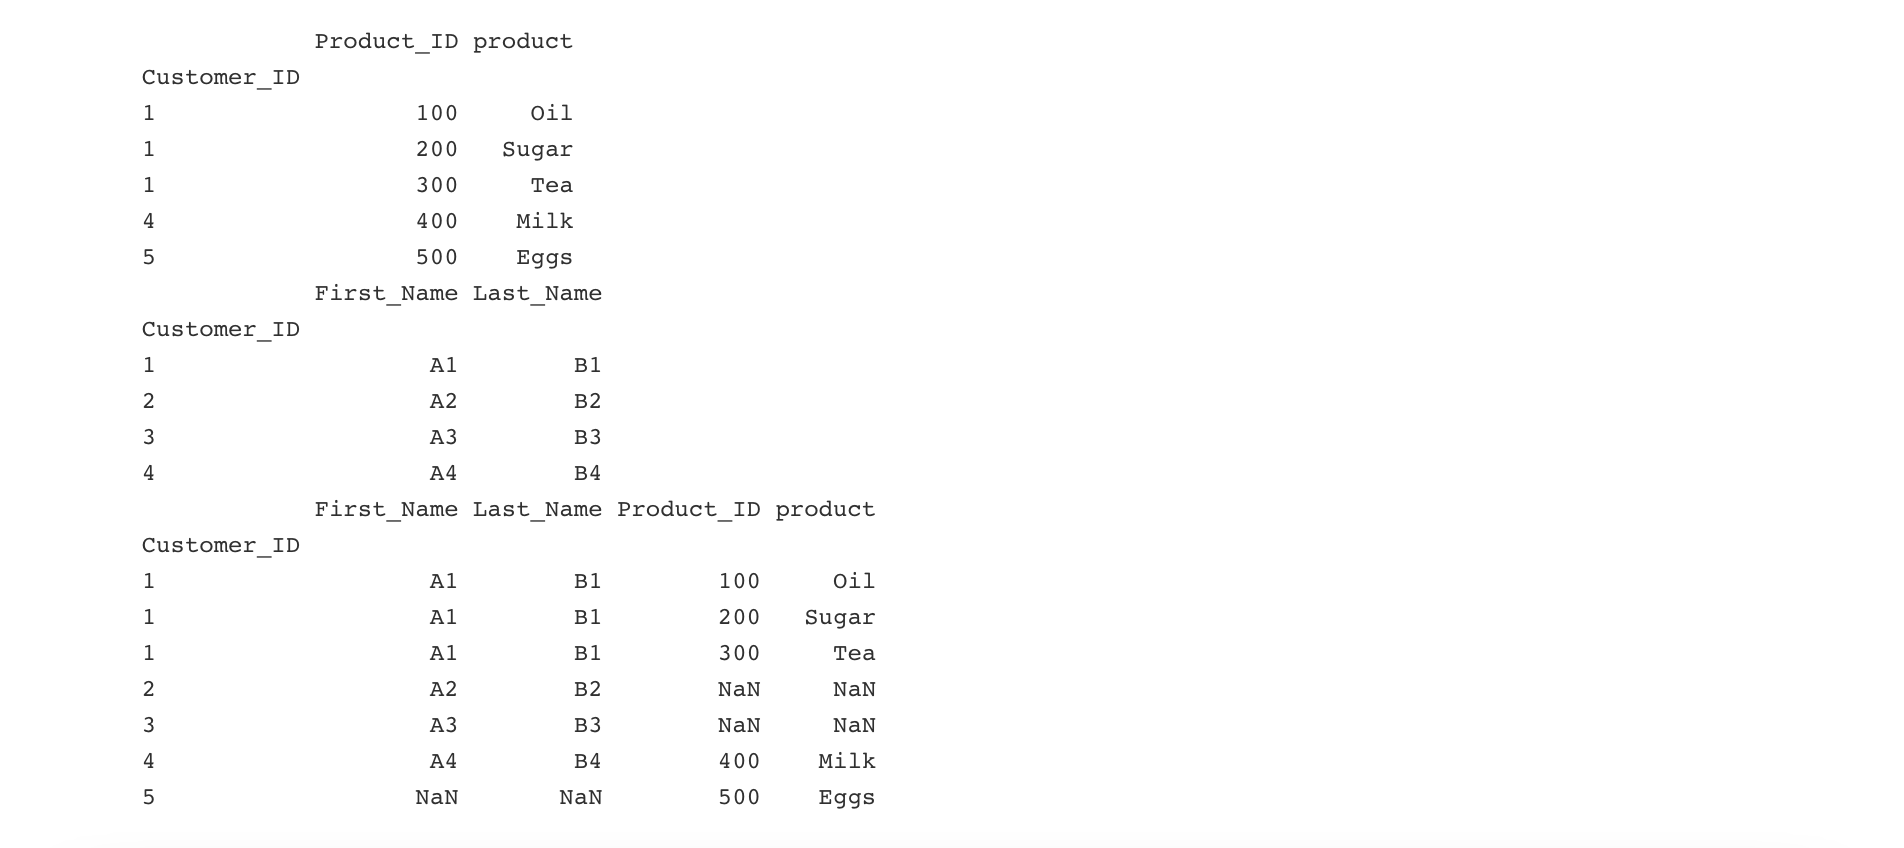 Product_ID product
Customer_ID
1 100 Oil
1 200 Sugar
1 300 Tea
4 400 Milk
5 500 Eggs
First_Name Last_Name
Customer_ID
1 A1 B1
2 A2 B2
3 A3 B3
4 A4 B4
First_Name Last_Name Product_ID product
Customer_ID
1 A1 B1 100 Oil
1 A1 B1 200 Sugar
1 A1 B1 300 Tea
2 A2 B2 NaN NaN
3 A3 B3 NaN NaN
4 A4 B4 400 Milk
5 NaN NaN 500 Eggs